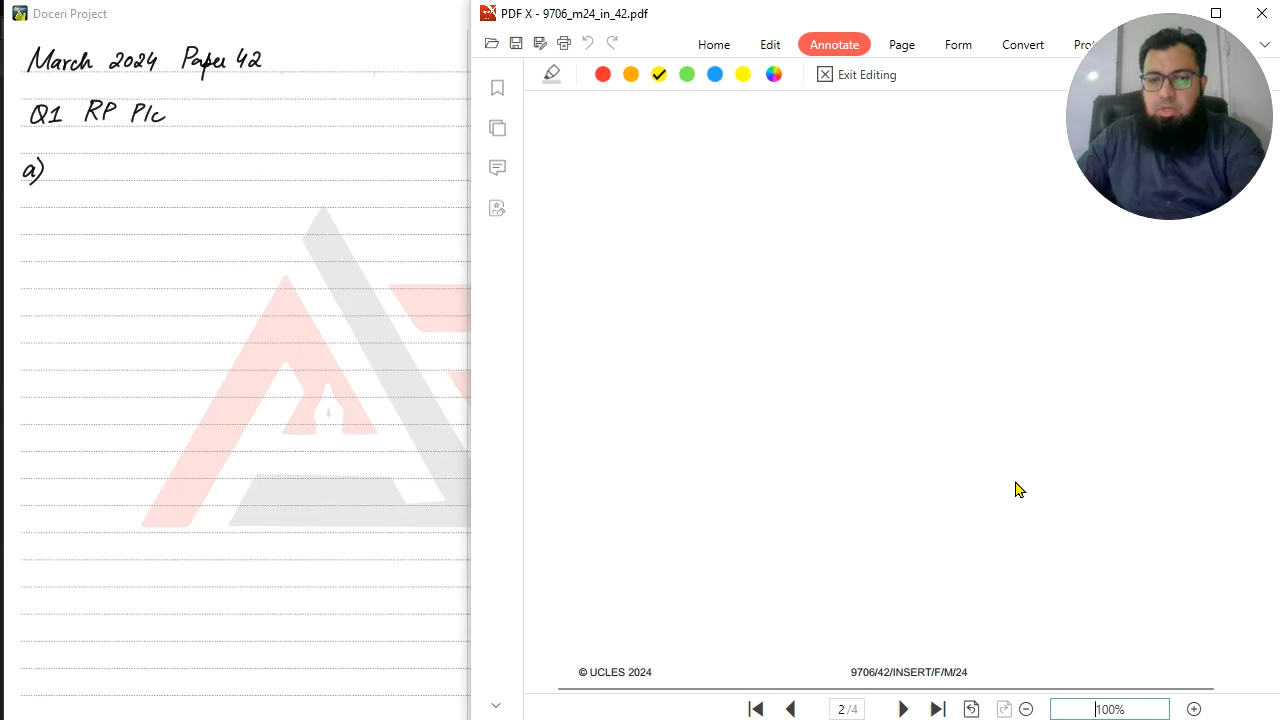 Doceri Project
March 2024 Paper 42
Q1 RP Plc
a)
PDF X - 9706_m24_in_42.pdf
Home Edit Annotate Page Form Convert
Exit Editing
© UCLES 2024 9706/42/INSERT/F/M/24
2 /4
100%